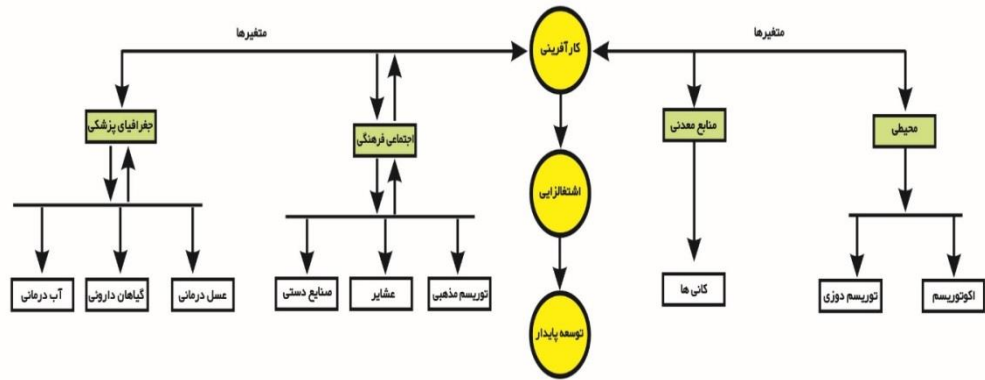 متغیرها
کارآفرینی
متغیرها
محیطی
منابع معدنی
اجتماعی فرهنگی
جغرافیای پزشکی
اشتغالزایی
اکوتوریسم
توریسم دوزی
کانی ها
توریسم مذهبی
عشایر
صنایع دستی
عسل درمانی
گیاهان داروئی
آب درمانی
توسعه پایدار